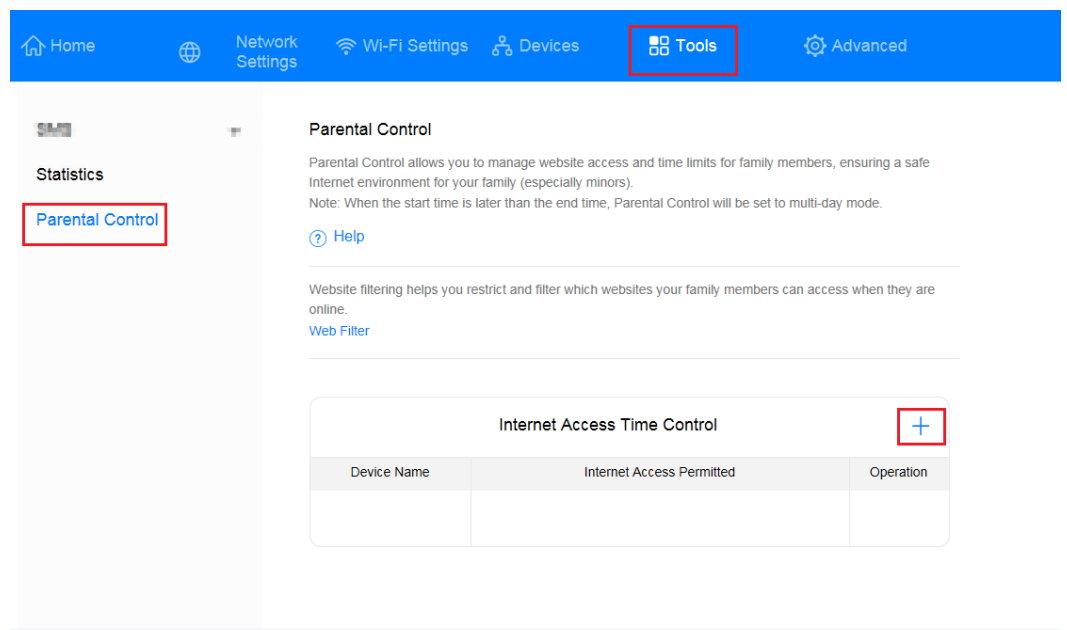 Home
Network
Settings
Wi-Fi Settings
Devices
Tools
Advanced
Statistics
Parental Control
Parental Control
Parental Control allows you to manage website access and time limits for family members, ensuring a safe
Internet environment for your family (especially minors).
Note: When the start time is later than the end time, Parental Control will be set to multi-day mode.
? Help
Website filtering helps you restrict and filter which websites your family members can access when they are
online.
Web Filter
Internet Access Time Control
Device Name
Internet Access Permitted
Operation